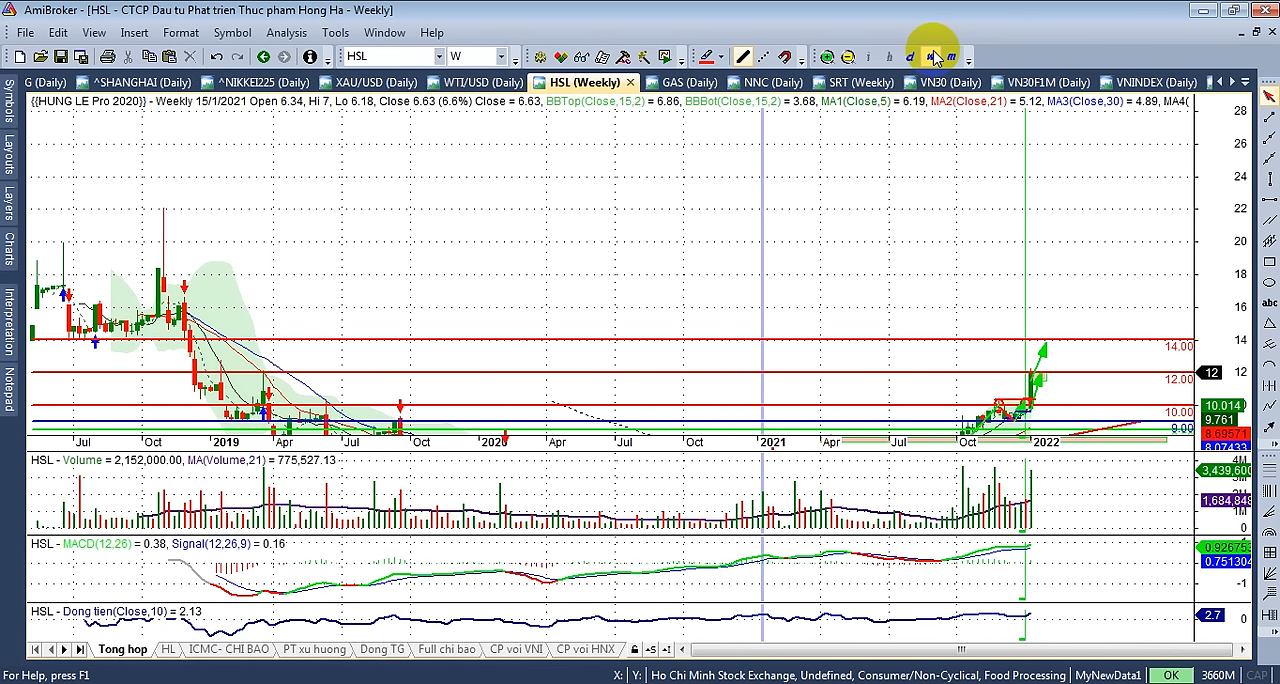 AmiBroker - [HSL - CTCP Dau tu Phat trien Thuc pham Hong Ha - Weekly]
File Edit View Insert Format Symbol Analysis Tools Window Help
HSL W i h d w m
G (Daily) ^SHANGHAI (Daily) ^NIKKEI225 (Daily) XAU/USD (Daily) WTI/USD (Daily) HSL (Weekly) GAS (Daily) NNC (Daily) SRT (Weekly) VN30 (Daily) VN30F1M (Daily) VNINDEX (Daily)
{{HUNG LE Pro 2020}} - Weekly 15/1/2021 Open 6.34, Hi 7, Lo 6.18, Close 6.63 (6.6%) Close = 6.63, BBTop(Close,15,2) = 6.86, BBBot(Close,15,2) = 3.68, MA1(Close,5) = 6.19, MA2(Close,21) = 5.12, MA3(Close,30) = 4.89, MA4(
Symbols
Layouts
Layers
Charts
Interpretation
Notepad
abc
28
26
24
22
20
18
16
14
14.00
12
12
12.00
10.014
10.00
9.761
9.00
8.69571
8.07433
Jul Oct 2019 Apr Jul Oct 2020 Apr Jul Oct 2021 Apr Jul Oct 2022
HSL - Volume = 2,152,000.00, MA(Volume,21) = 775,527.13
4M
3,439,600
1,684,848
1M
0
HSL - MACD(12,26) = 0.38, Signal(12,26,9) = 0.16
0.926753
0.751304
-1
HSL - Dong tien(Close,10) = 2.13
2.7
0
Tong hop HL ICMC- CHI BAO PT xu huong Dong TG Full chi bao CP voi VNI CP voi HNX
For Help, press F1 X: Y: Ho Chi Minh Stock Exchange, Undefined, Consumer/Non-Cyclical, Food Processing MyNewData1 OK 3660M CAP